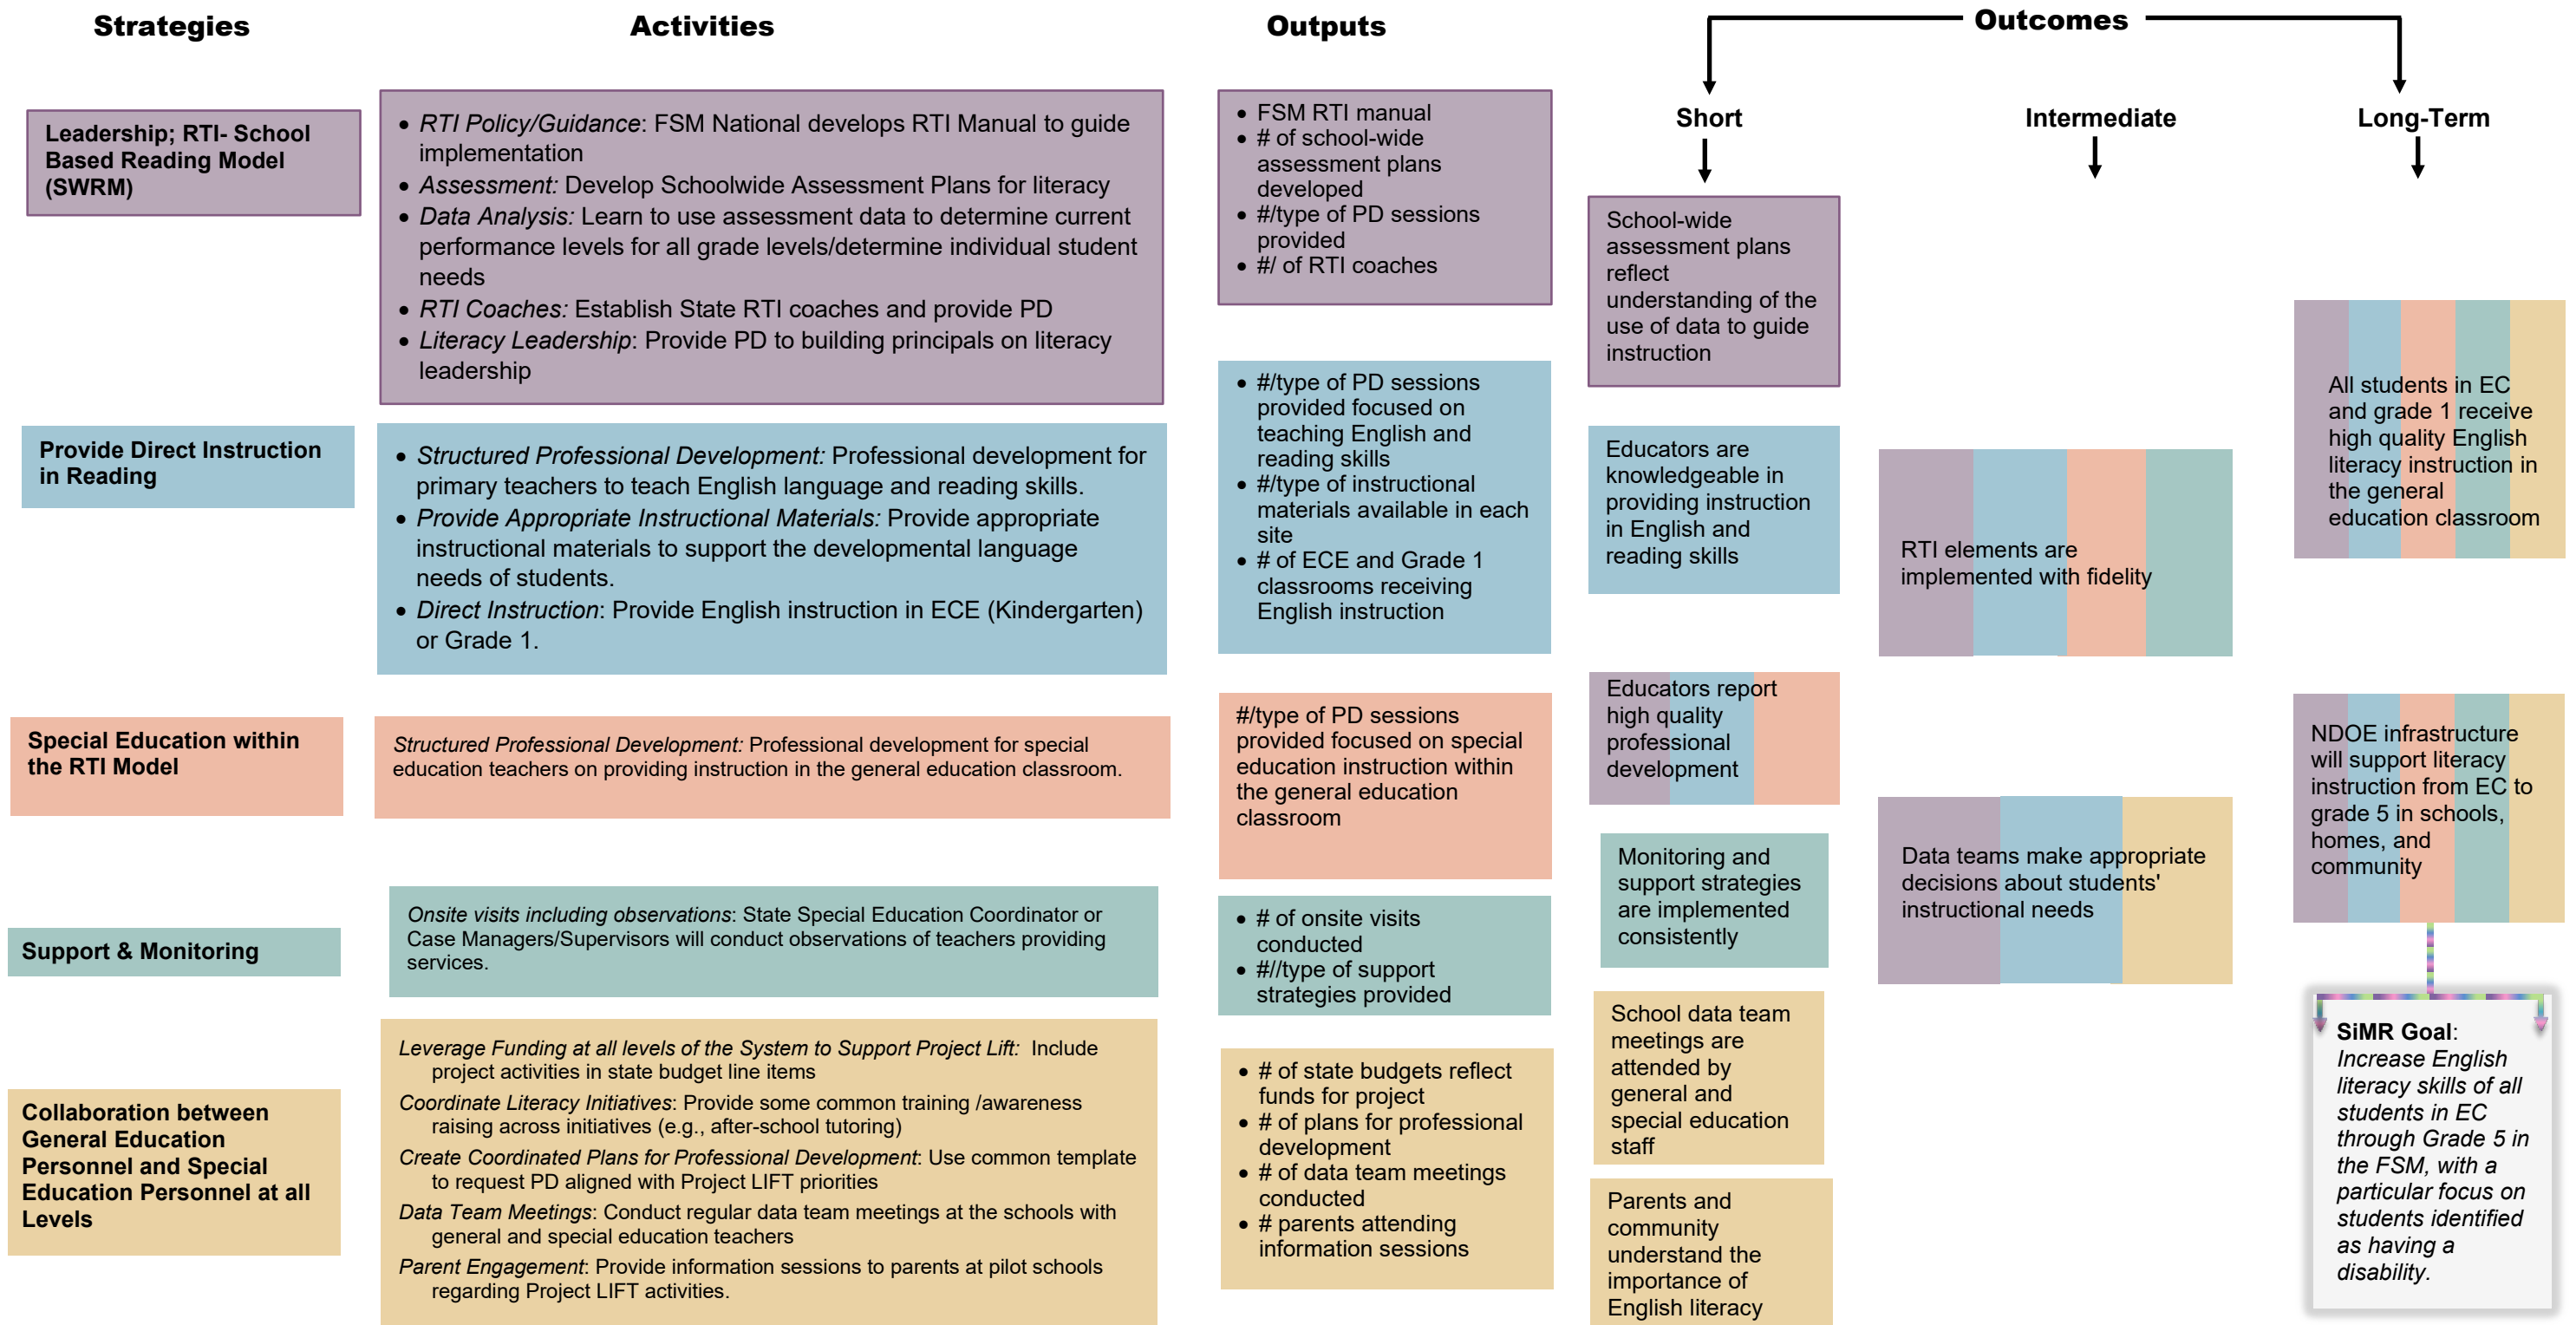 Strategies
Activities
Outputs
Outcomes
Short
Intermediate
Long-Term
Leadership; RTI- School
Based Reading Model
(SWRM)
• RTI Policy/Guidance: FSM National develops RTI Manual to guide
implementation
• Assessment: Develop Schoolwide Assessment Plans for literacy
• Data Analysis: Learn to use assessment data to determine current
performance levels for all grade levels/determine individual student
needs
• RTI Coaches: Establish State RTI coaches and provide PD
• Literacy Leadership: Provide PD to building principals on literacy
leadership
• FSM RTI manual
• # of school-wide
assessment plans
developed
• #/type of PD sessions
provided
• #/ of RTI coaches
School-wide
assessment plans
reflect
understanding of the
use of data to guide
instruction
Provide Direct Instruction
in Reading
• Structured Professional Development: Professional development for
primary teachers to teach English language and reading skills.
• Provide Appropriate Instructional Materials: Provide appropriate
instructional materials to support the developmental language
needs of students.
• Direct Instruction: Provide English instruction in ECE (Kindergarten)
or Grade 1.
• #/type of PD sessions
provided focused on
teaching English and
reading skills
• #/type of instructional
materials available in each
site
• # of ECE and Grade 1
classrooms receiving
English instruction
Educators are
knowledgeable in
providing instruction
in English and
reading skills
Special Education within
the RTI Model
Structured Professional Development: Professional development for special
education teachers on providing instruction in the general education classroom.
#/type of PD sessions
provided focused on special
education instruction within
the general education
classroom
Educators report
high quality
professional
development
Support & Monitoring
Onsite visits including observations: State Special Education Coordinator or
Case Managers/Supervisors will conduct observations of teachers providing
services.
• # of onsite visits
conducted
• #//type of support
strategies provided
Monitoring and
support strategies
are implemented
consistently
Collaboration between
General Education
Personnel and Special
Education Personnel at all
Levels
Leverage Funding at all levels of the System to Support Project Lift: Include
project activities in state budget line items
Coordinate Literacy Initiatives: Provide some common training /awareness
raising across initiatives (e.g., after-school tutoring)
Create Coordinated Plans for Professional Development: Use common template
to request PD aligned with Project LIFT priorities
Data Team Meetings: Conduct regular data team meetings at the schools with
general and special education teachers
Parent Engagement: Provide information sessions to parents at pilot schools
regarding Project LIFT activities.
• # of state budgets reflect
funds for project
• # of plans for professional
development
• # of data team meetings
conducted
• # parents attending
information sessions
School data team
meetings are
attended by
general and
special education
staff
Parents and
community
understand the
importance of
English literacy
RTI elements are
implemented with fidelity
Data teams make appropriate
decisions about students'
instructional needs
All students in EC
and grade 1 receive
high quality English
literacy instruction in
the general
education classroom
NDOE infrastructure
will support literacy
instruction from EC to
grade 5 in schools,
homes, and
community
SiMR Goal:
Increase English
literacy skills of all
students in EC
through Grade 5 in
the FSM, with a
particular focus on
students identified
as having a
disability.